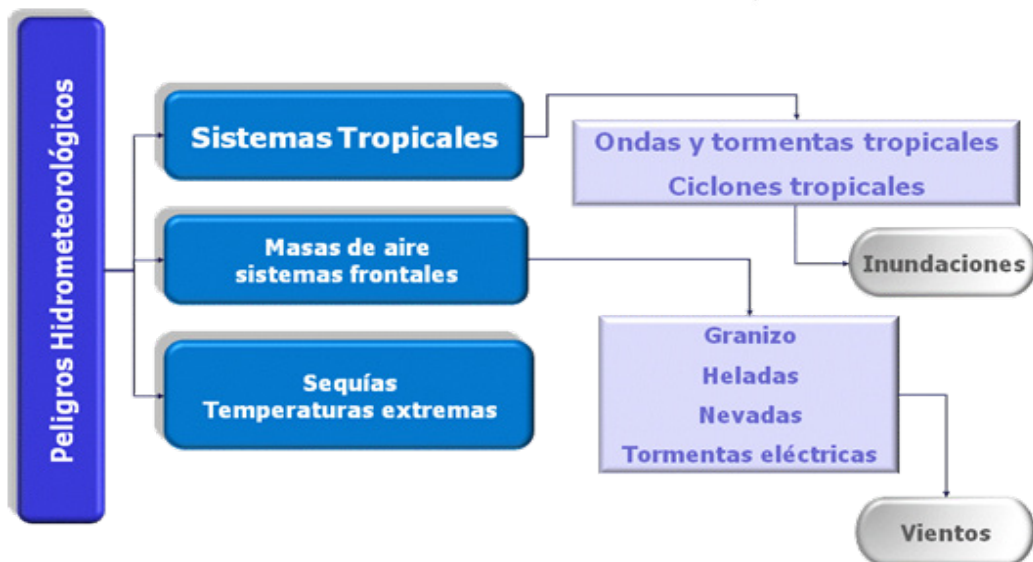 Peligros Hidrometeorológicos
Sistemas Tropicales
Ondas y tormentas tropicales
Ciclones tropicales
Inundaciones
Masas de aire
sistemas frontales
Granizo
Heladas
Nevadas
Tormentas eléctricas
Vientos
Sequías
Temperaturas extremas